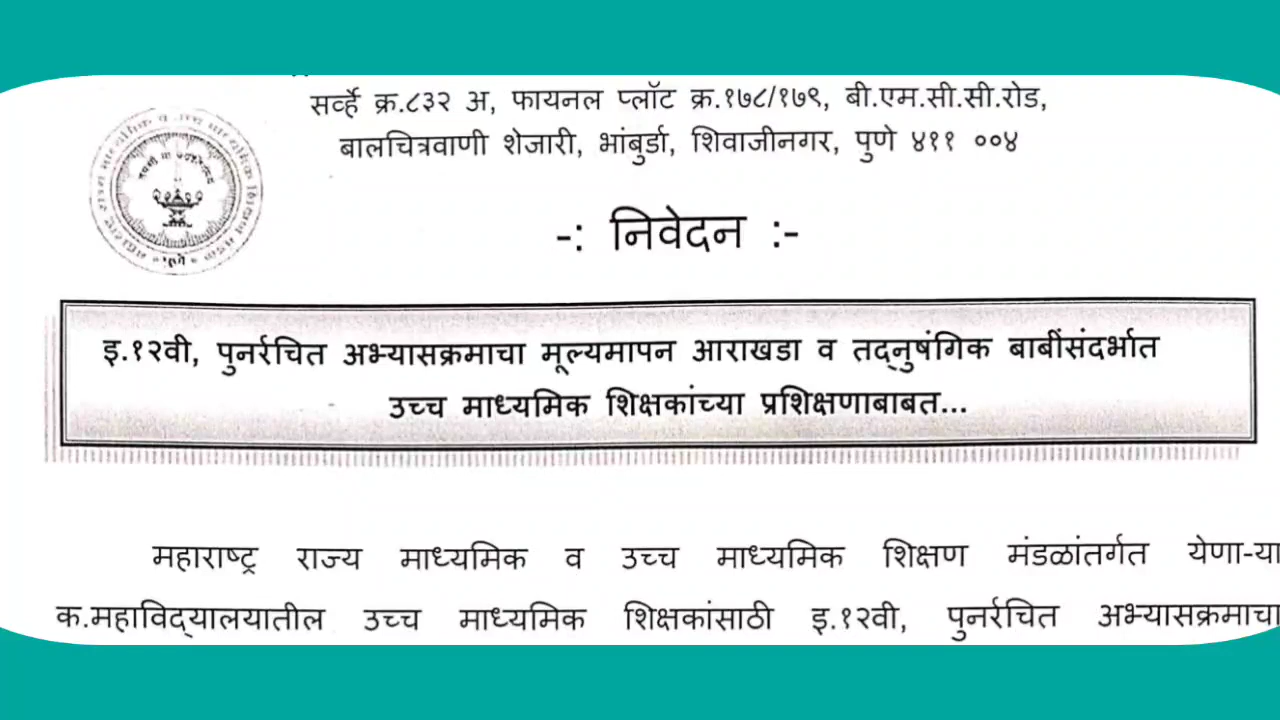 सर्व्हे क्र.८३२ अ, फायनल प्लॉट क्र.१७८/१७९, बी.एम.सी.सी.रोड,
बालचित्रवाणी शेजारी, भांबुर्डा, शिवाजीनगर, पुणे ४११ ००४
-: निवेदन :-
इ.१२वी, पुनर्रचित अभ्यासक्रमाचा मूल्यमापन आराखडा व तद्नुषंगिक बाबींसंदर्भात
उच्च माध्यमिक शिक्षकांच्या प्रशिक्षणाबाबत...
महाराष्ट्र राज्य माध्यमिक व उच्च माध्यमिक शिक्षण मंडळांतर्गत येणा-या
क.महाविद्यालयातील उच्च माध्यमिक शिक्षकांसाठी इ.१२वी, पुनर्रचित अभ्यासक्रमाचा